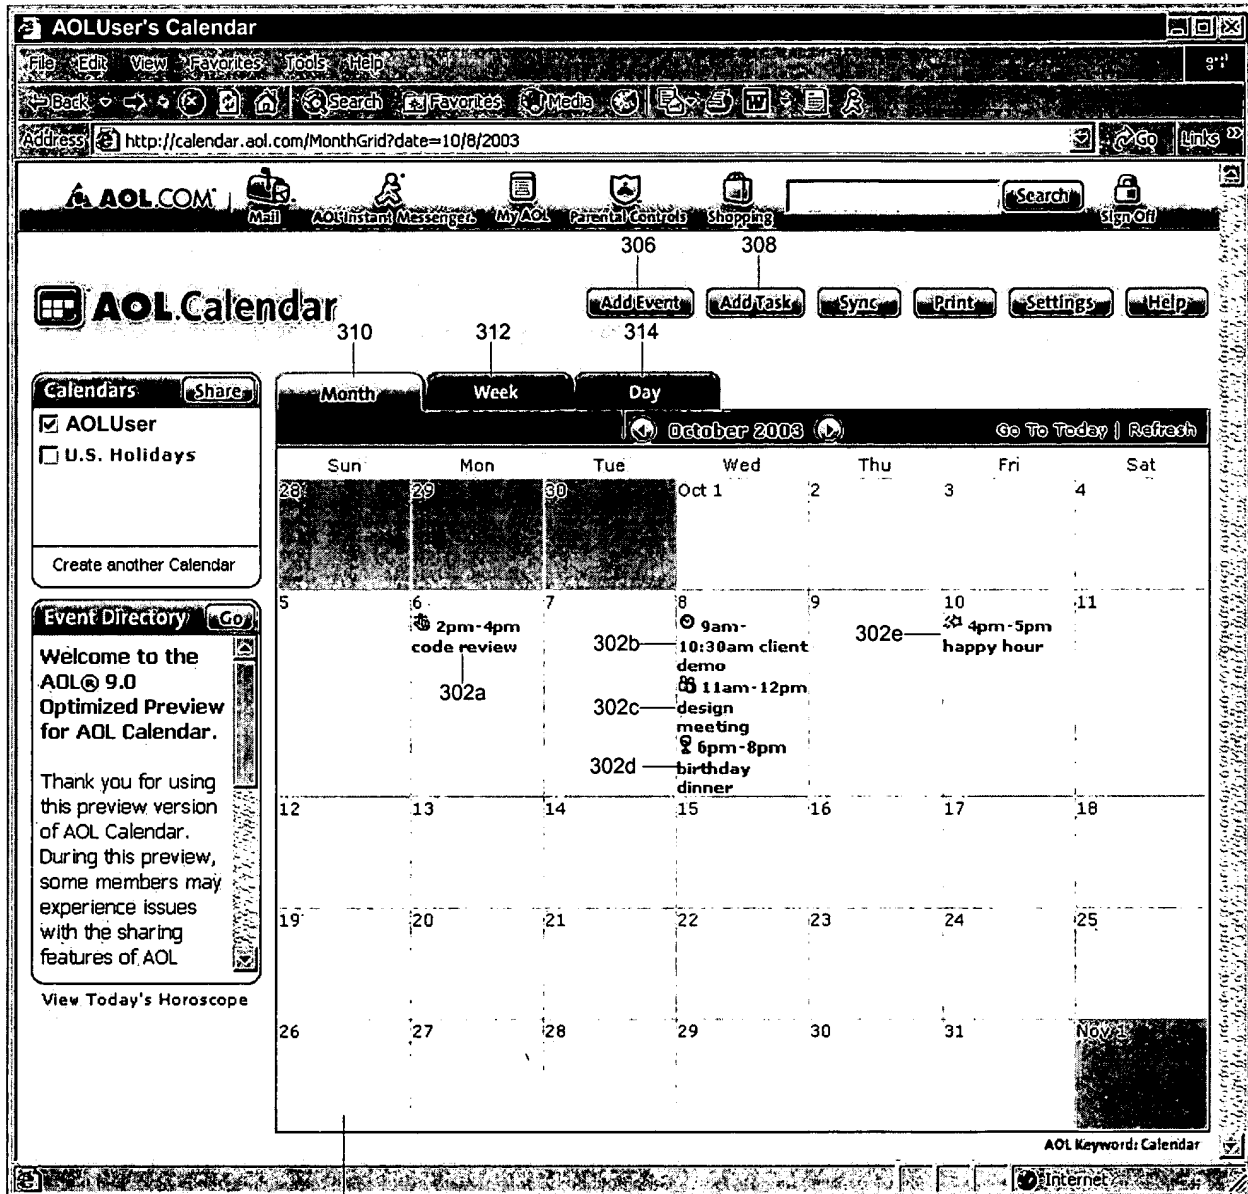 AOLUser's Calendar
File Edit View Favorites Tools Help
Back Search Favorites Media
Address http://calendar.aol.com/MonthGrid?date=10/8/2003 Go Links
AOL.COM Mail AOL Instant Messenger. My AOL Parental Controls Shopping Search Sign Off
306 308
AOL Calendar Add Event Add Task Sync Print Settings Help
310 312 314
Calendars Share Month Week Day
AOLUser
October 2003 Go To Today | Refresh
U.S. Holidays
Sun Mon Tue Wed Thu Fri Sat
28 29 30 Oct 1 2 3 4
Create another Calendar
5 6 7 8 9 10 11
Event Directory Go
2pm-4pm
code review
302a
302b
9am-
10:30am client
demo
302c
11am-12pm
design
meeting
302d
6pm-8pm
birthday
dinner
302e
4pm-5pm
happy hour
Welcome to the
AOL® 9.0
Optimized Preview
for AOL Calendar.
Thank you for using
this preview version
of AOL Calendar.
During this preview,
some members may
experience issues
with the sharing
features of AOL
View Today's Horoscope
12 13 14 15 16 17 18
19 20 21 22 23 24 25
26 27 28 29 30 31 Nov 1
AOL Keyword: Calendar
Internet